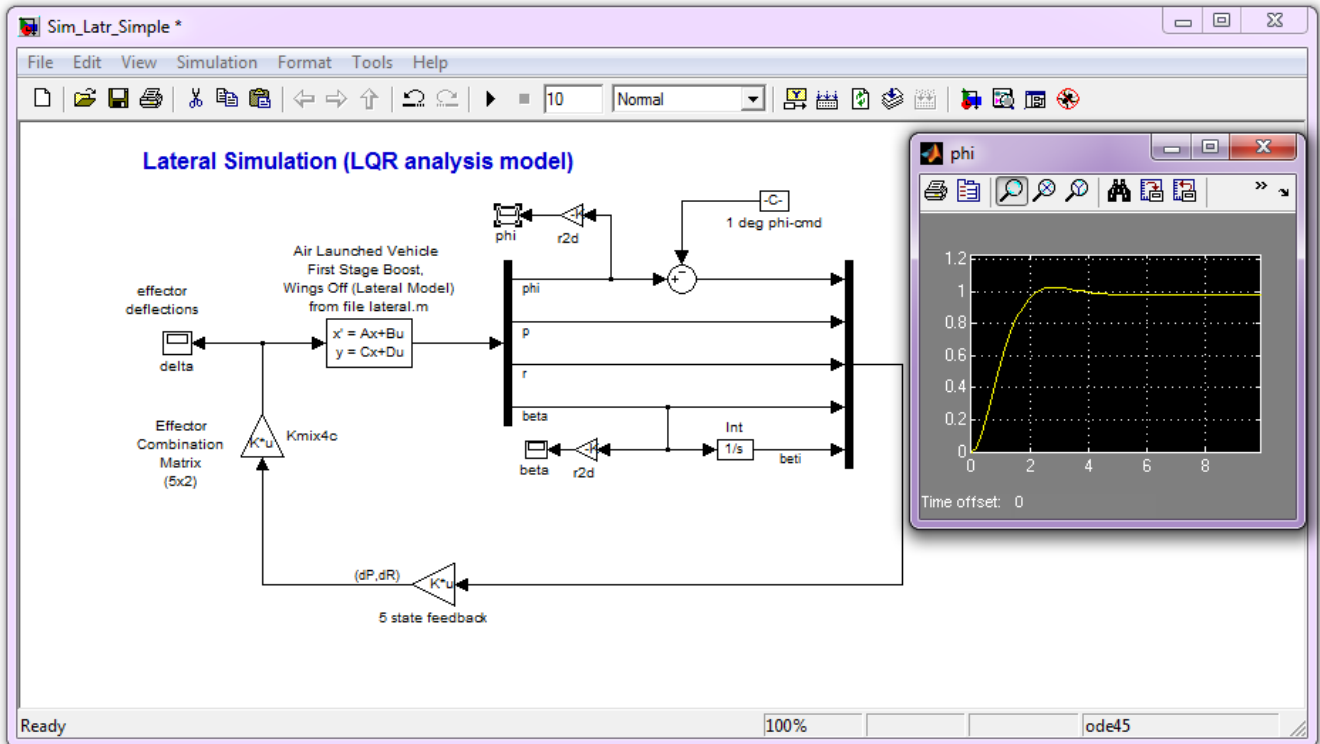 Sim_Latr_Simple *
File Edit View Simulation Format Tools Help
10 Normal
Lateral Simulation (LQR analysis model)
phi
r2d
-C-
1 deg phi-cmd
Air Launched Vehicle
First Stage Boost,
Wings Off (Lateral Model)
from file lateral.m
x' = Ax+Bu
y = Cx+Du
effector
deflections
delta
phi
p
r
beta
Effector
Combination
Matrix
(5x2)
K*u
Kmix4c
beta
r2d
Int
1/s
beti
(dP,dR)
K*u
5 state feedback
phi
1.2
1
0.8
0.6
0.4
0.2
0
0 2 4 6 8
Time offset: 0
Ready 100% ode45